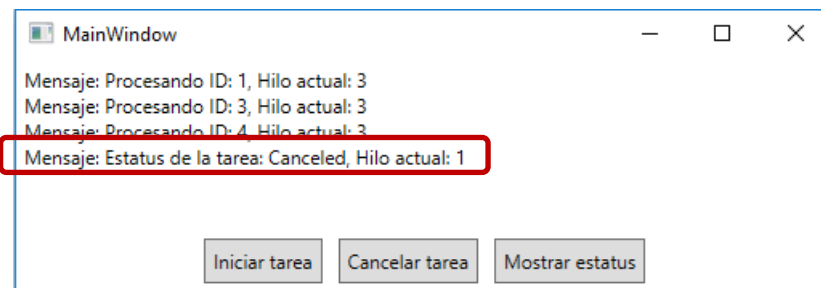 MainWindow
Mensaje: Procesando ID: 1, Hilo actual: 3
Mensaje: Procesando ID: 3, Hilo actual: 3
Mensaje: Procesando ID: 4, Hilo actual: 3
Mensaje: Estatus de la tarea: Canceled, Hilo actual: 1
Iniciar tarea Cancelar tarea Mostrar estatus